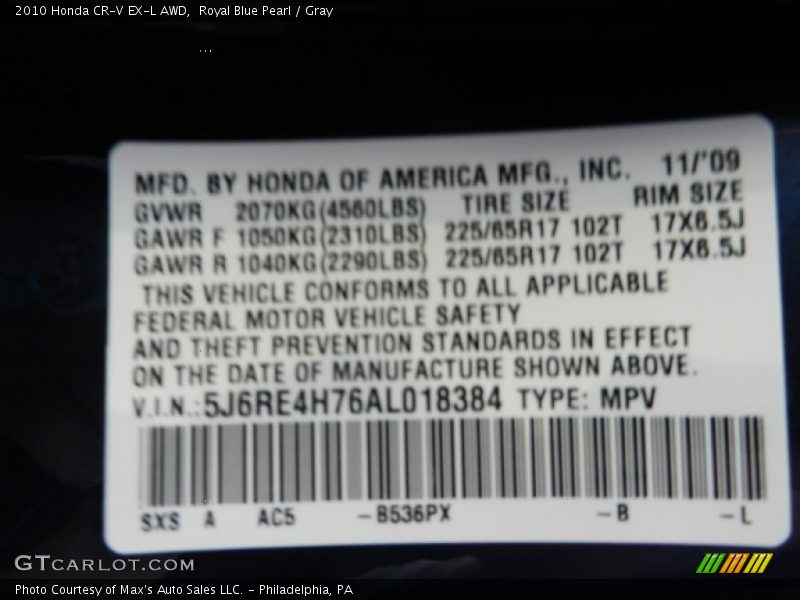 2010 Honda CR-V EX-L AWD, Royal Blue Pearl / Gray
MFD. BY HONDA OF AMERICA MFG., INC. 11/'09
GVWR 2070KG(4560LBS) TIRE SIZE RIM SIZE
GAWR F 1050KG(2310LBS) 225/65R17 102T 17X6.5J
GAWR R 1040KG(2290LBS) 225/65R17 102T 17X6.5J
THIS VEHICLE CONFORMS TO ALL APPLICABLE
FEDERAL MOTOR VEHICLE SAFETY
AND THEFT PREVENTION STANDARDS IN EFFECT
ON THE DATE OF MANUFACTURE SHOWN ABOVE.
V.I.N.:5J6RE4H76AL018384 TYPE: MPV
SXS A AC5 -B536PX -B -L
GTCARLOT.COM
Photo Courtesy of Max's Auto Sales LLC. - Philadelphia, PA